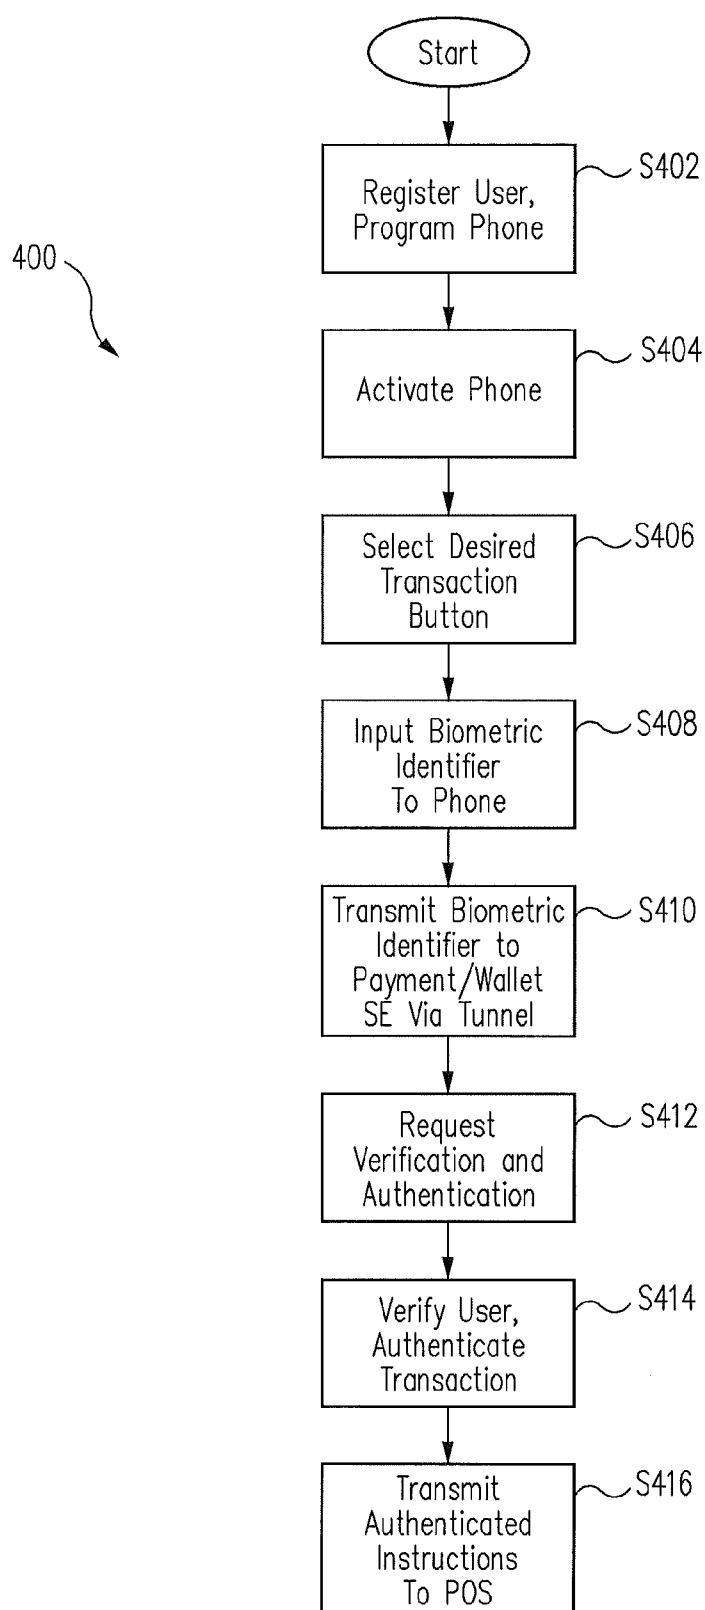 Start
S402
Register User,
Program Phone
400
S404
Activate Phone
S406
Select Desired
Transaction
Button
S408
Input Biometric
Identifier
To Phone
S410
Transmit Biometric
Identifier to
Payment/Wallet
SE Via Tunnel
S412
Request
Verification and
Authentication
S414
Verify User,
Authenticate
Transaction
S416
Transmit
Authenticated
Instructions
To POS